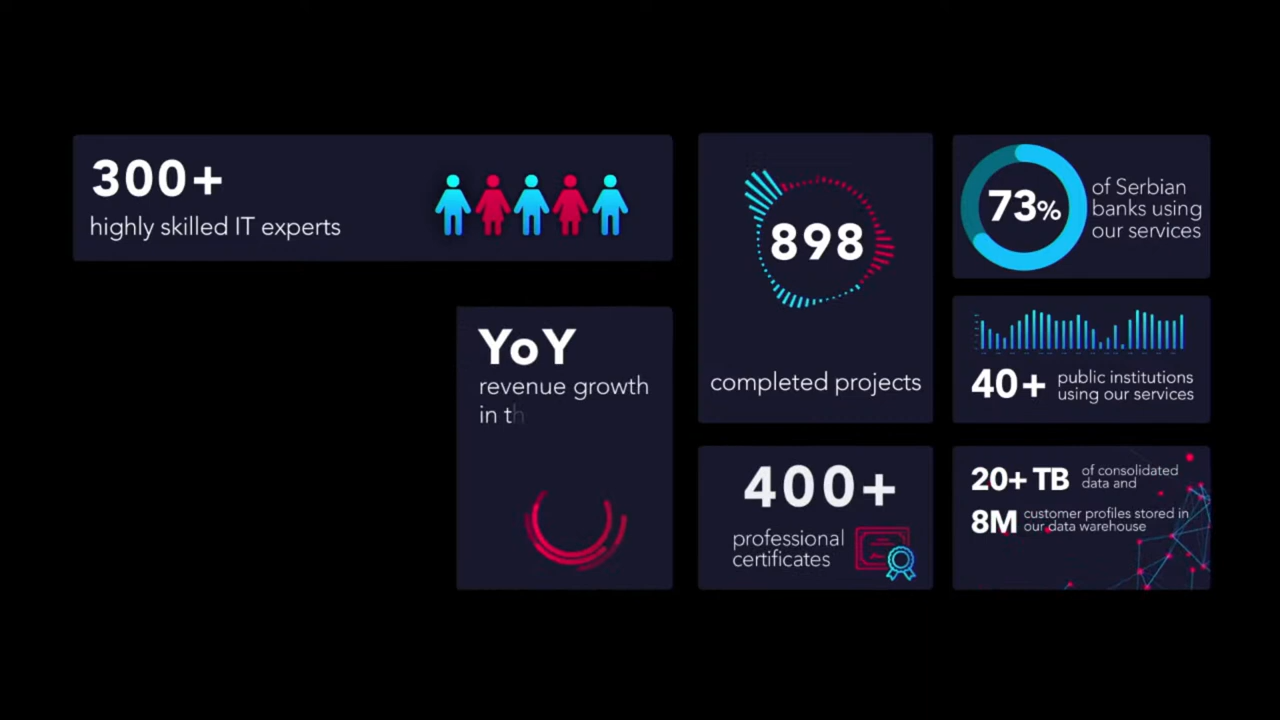 300+
highly skilled IT experts
YoY
revenue growth
in th
898
completed projects
400+
professional
certificates
73%
of Serbian
banks using
our services
40+
public institutions
using our services
20+ TB
of consolidated
data and
8M
customer profiles stored in
our data warehouse